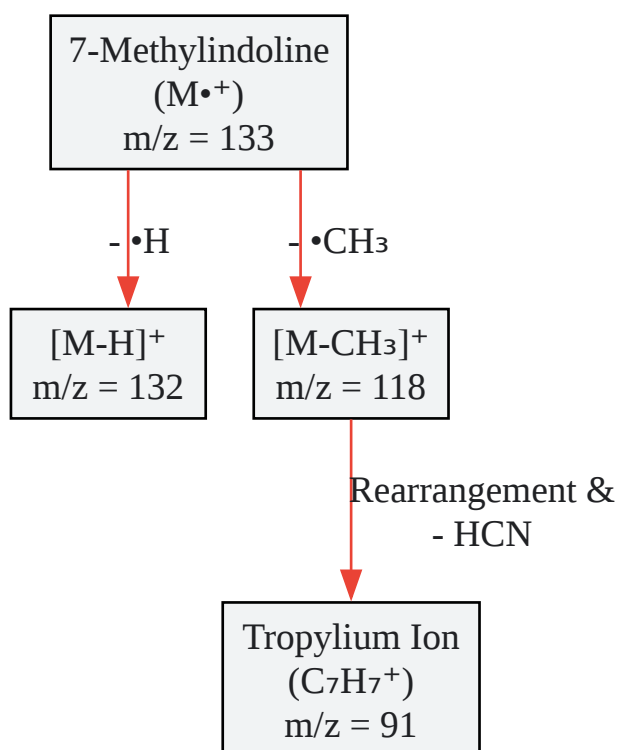 7-Methylindoline
(M•⁺)
m/z = 133
- •H
- •CH₃
[M-H]⁺
m/z = 132
[M-CH₃]⁺
m/z = 118
Rearrangement &
- HCN
Tropylium Ion
(C₇H₇⁺)
m/z = 91